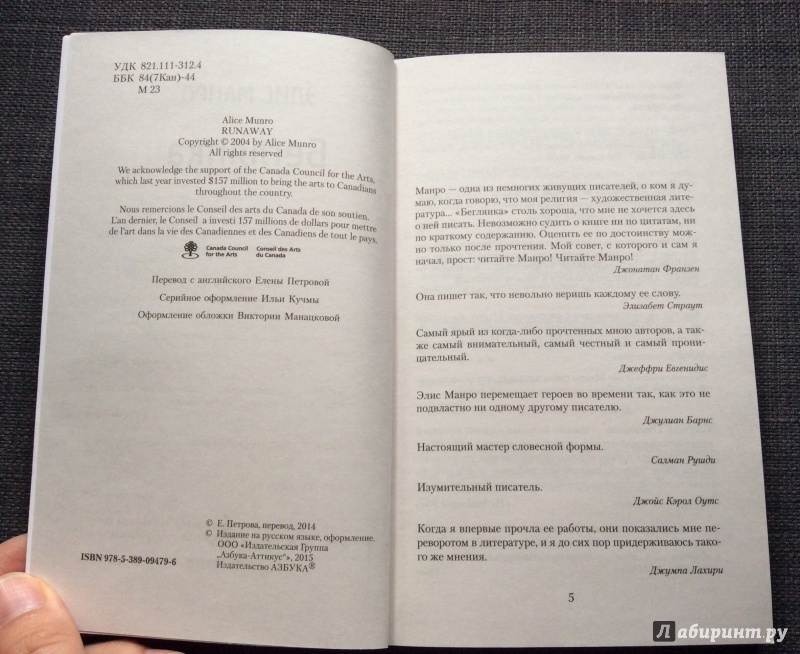 УДК 821.111-312.4
ББК 84(7Кан)-44
М 23
Alice Munro
RUNAWAY
Copyright © 2004 by Alice Munro
All rights reserved
We acknowledge the support of the Canada Council for the Arts,
which last year invested $157 million to bring the arts to Canadians
throughout the country.
Nous remercions le Conseil des arts du Canada de son soutien.
L'an dernier, le Conseil a investi 157 millions de dollars pour mettre
de l'art dans la vie des Canadiennes et des Canadiens de tout le pays.
Canada Council Conseil des Arts
for the Arts du Canada
Перевод с английского Елены Петровой
Серийное оформление Ильи Кучмы
Оформление обложки Виктории Манацковой
© Е. Петрова, перевод, 2014
© Издание на русском языке, оформление.
ООО «Издательская Группа
„Азбука-Аттикус“, 2015
Издательство АЗБУКА®
ISBN 978-5-389-09479-6
Манро — одна из немногих живущих писателей, о ком я ду-
маю, когда говорю, что моя религия — художественная лите-
ратура... «Беглянка» столь хороша, что мне не хочется здесь
о ней писать. Невозможно судить о книге ни по цитатам, ни
по краткому содержанию. Оценить ее по достоинству мож-
но только после прочтения. Мой совет, с которого и сам я
начал, прост: читайте Манро! Читайте Манро!
Джонатан Франзен
Она пишет так, что невольно веришь каждому ее слову.
Элизабет Страут
Самый ярый из когда-либо прочтенных мною авторов, а так-
же самый внимательный, самый честный и самый прони-
цательный.
Джеффри Евгенидис
Элис Манро перемещает героев во времени так, как это не
подвластно ни одному другому писателю.
Джулиан Барнс
Настоящий мастер словесной формы.
Салман Рушди
Изумительный писатель.
Джойс Кэрол Оутс
Когда я впервые прочла ее работы, они показались мне пе-
реворотом в литературе, и я до сих пор придерживаюсь тако-
го же мнения.
Джумпа Лахири
5
Лабиринт.ру